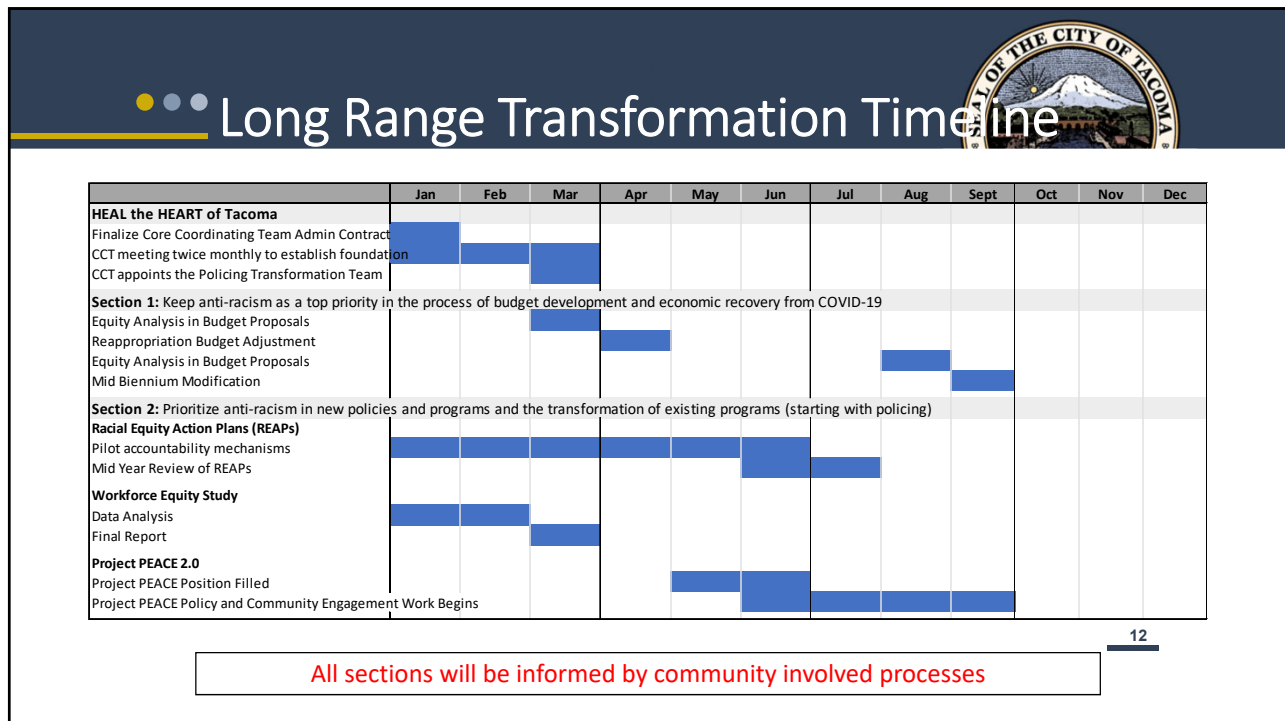 THE CITY OF TACOMA
SEAL OF
Long Range Transformation Timeline
Jan Feb Mar Apr May Jun Jul Aug Sept Oct Nov Dec
HEAL the HEART of Tacoma
Finalize Core Coordinating Team Admin Contract
CCT meeting twice monthly to establish foundation
CCT appoints the Policing Transformation Team
Section 1: Keep anti-racism as a top priority in the process of budget development and economic recovery from COVID-19
Equity Analysis in Budget Proposals
Reappropriation Budget Adjustment
Equity Analysis in Budget Proposals
Mid Biennium Modification
Section 2: Prioritize anti-racism in new policies and programs and the transformation of existing programs (starting with policing)
Racial Equity Action Plans (REAPs)
Pilot accountability mechanisms
Mid Year Review of REAPs
Workforce Equity Study
Data Analysis
Final Report
Project PEACE 2.0
Project PEACE Position Filled
Project PEACE Policy and Community Engagement Work Begins
12
All sections will be informed by community involved processes